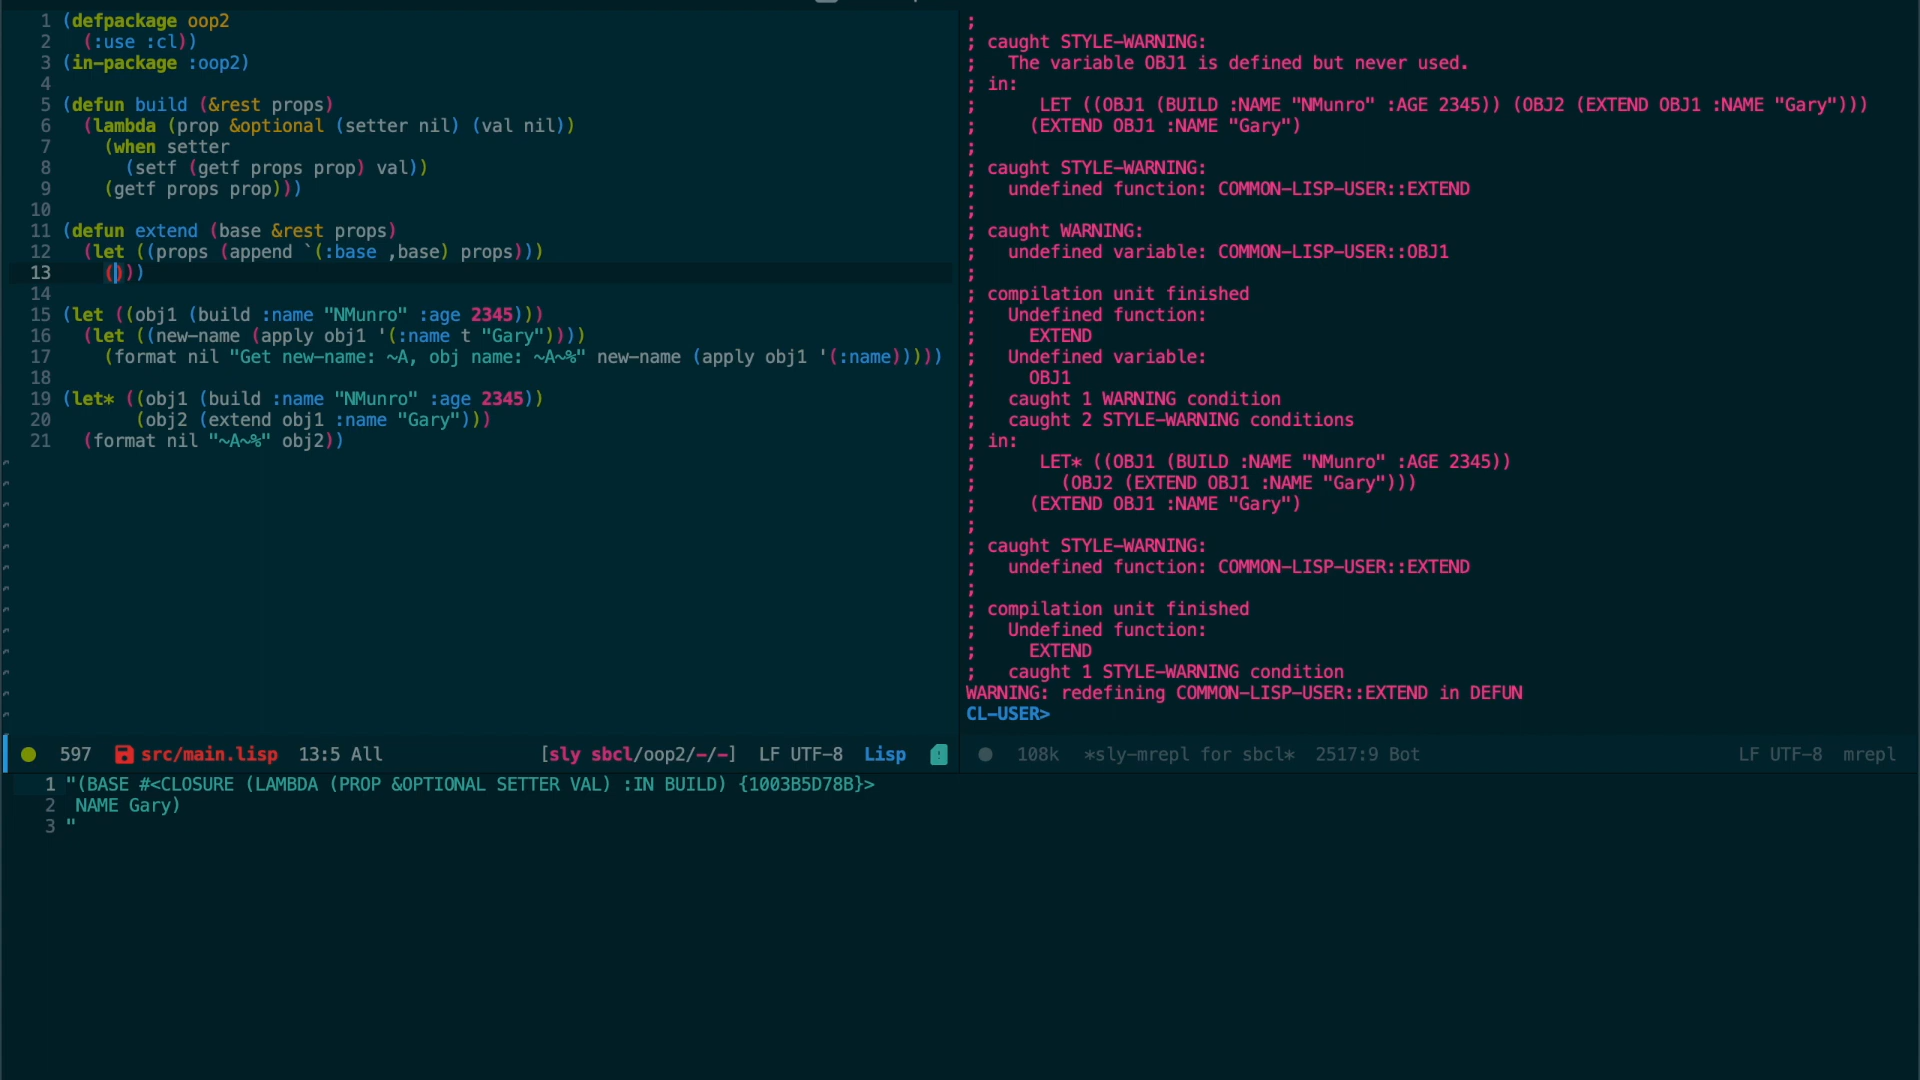 1 (defpackage oop2
2   (:use :cl))
3 (in-package :oop2)
4
5 (defun build (&rest props)
6   (lambda (prop &optional (setter nil) (val nil))
7     (when setter
8       (setf (getf props prop) val))
9     (getf props prop)))
10
11 (defun extend (base &rest props)
12   (let ((props (append `(:base ,base) props)))
13     ()))
14
15 (let ((obj1 (build :name "NMunro" :age 2345)))
16   (let ((new-name (apply obj1 '(:name t "Gary"))))
17     (format nil "Get new-name: ~A, obj name: ~A~%" new-name (apply obj1 '(:name)))))
18
19 (let* ((obj1 (build :name "NMunro" :age 2345))
20        (obj2 (extend obj1 :name "Gary")))
21   (format nil "~A~%" obj2))
597 src/main.lisp 13:5 All [sly sbcl/oop2/-/-] LF UTF-8 Lisp
;
; caught STYLE-WARNING:
;   The variable OBJ1 is defined but never used.
; in:
;      LET ((OBJ1 (BUILD :NAME "NMunro" :AGE 2345)) (OBJ2 (EXTEND OBJ1 :NAME "Gary")))
;     (EXTEND OBJ1 :NAME "Gary")
;
; caught STYLE-WARNING:
;   undefined function: COMMON-LISP-USER::EXTEND
;
; caught WARNING:
;   undefined variable: COMMON-LISP-USER::OBJ1
;
; compilation unit finished
;   Undefined function:
;     EXTEND
;   Undefined variable:
;     OBJ1
;   caught 1 WARNING condition
;   caught 2 STYLE-WARNING conditions
; in:
;      LET* ((OBJ1 (BUILD :NAME "NMunro" :AGE 2345))
;        (OBJ2 (EXTEND OBJ1 :NAME "Gary")))
;     (EXTEND OBJ1 :NAME "Gary")
;
; caught STYLE-WARNING:
;   undefined function: COMMON-LISP-USER::EXTEND
;
; compilation unit finished
;   Undefined function:
;     EXTEND
;   caught 1 STYLE-WARNING condition
WARNING: redefining COMMON-LISP-USER::EXTEND in DEFUN
CL-USER>
108k *sly-mrepl for sbcl* 2517:9 Bot LF UTF-8 mrepl
1 "(BASE #<CLOSURE (LAMBDA (PROP &OPTIONAL SETTER VAL) :IN BUILD) {1003B5D78B}>
2  NAME Gary)
3 "